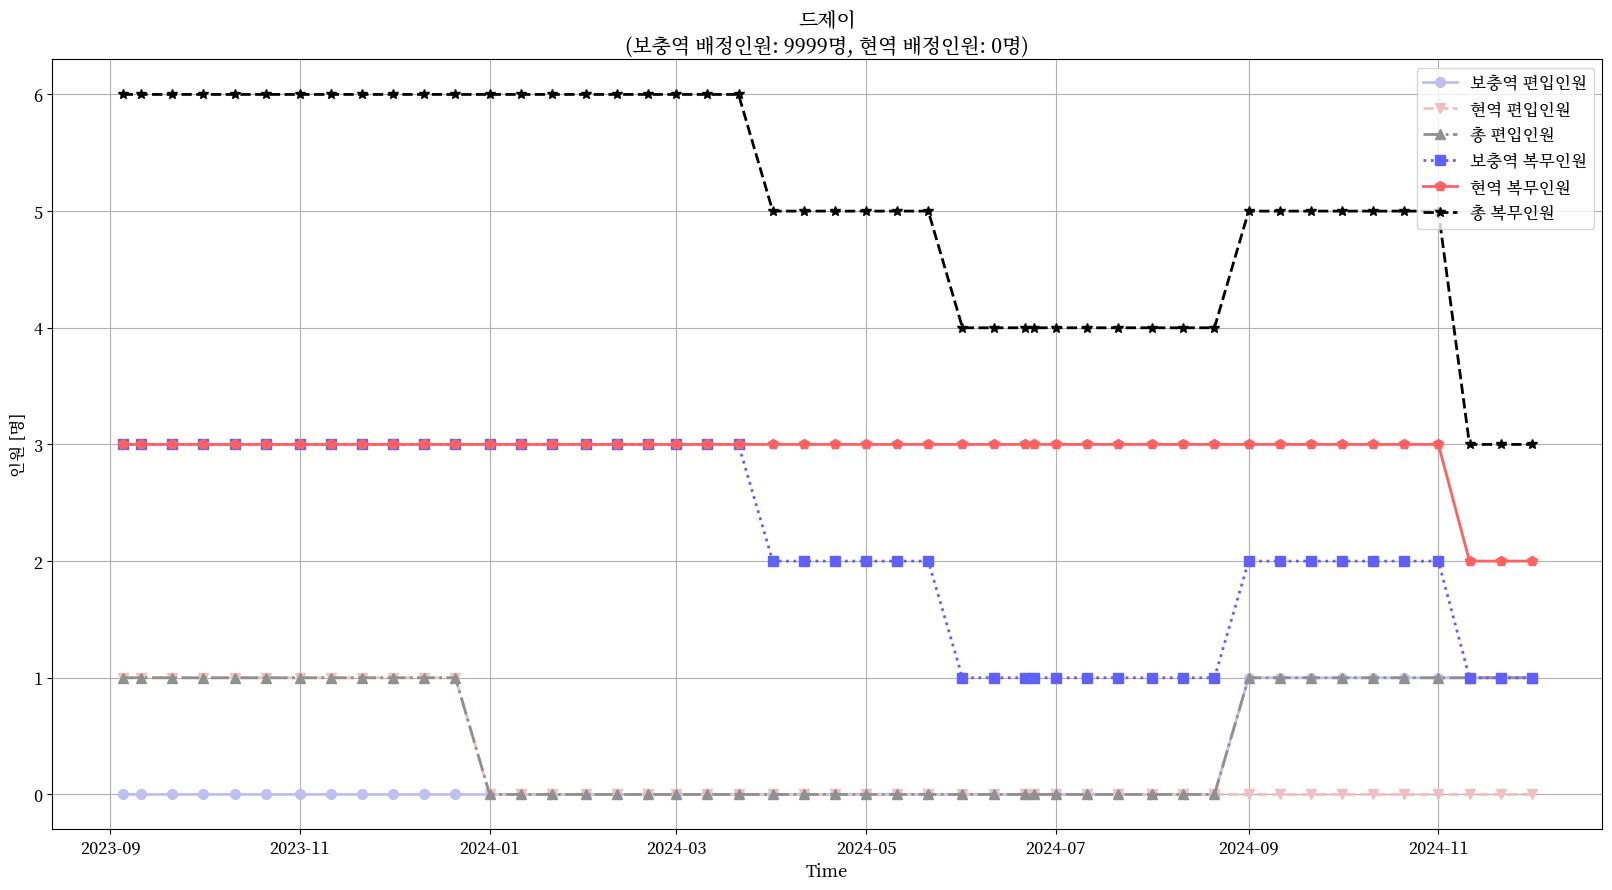 드제이
(보충역 배정인원: 9999명, 현역 배정인원: 0명)
보충역 편입인원
현역 편입인원
총 편입인원
보충역 복무인원
현역 복무인원
총 복무인원
인원 [명]
6
5
4
3
2
1
0
2023-09
2023-11
2024-01
2024-03
2024-05
2024-07
2024-09
2024-11
Time